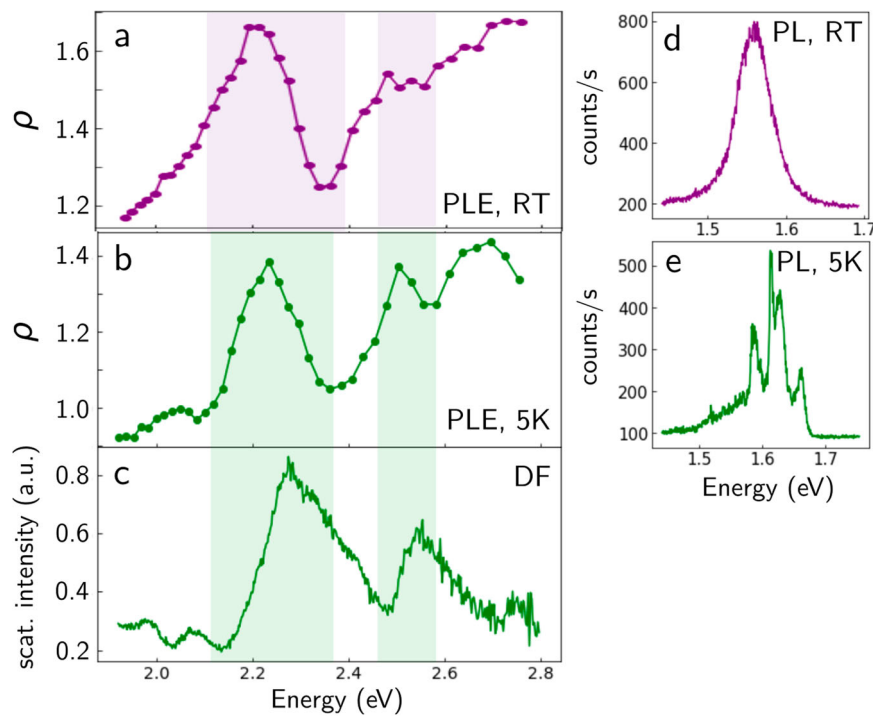 a
ρ
1.6
1.4
1.2
PLE, RT
b
ρ
1.4
1.2
1.0
PLE, 5K
c
DF
scat. intensity (a.u.)
0.8
0.6
0.4
0.2
2.0 2.2 2.4 2.6 2.8
Energy (eV)
d
PL, RT
counts/s
800
600
400
200
1.5 1.6 1.7
e
PL, 5K
counts/s
500
400
300
200
100
1.5 1.6 1.7
Energy (eV)